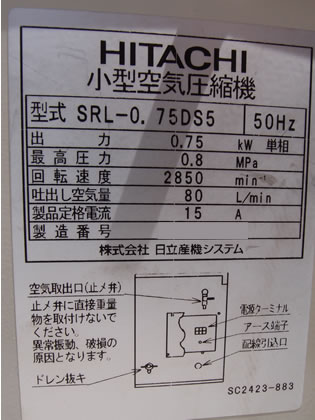 HITACHI
小型空気圧縮機
型式 SRL-0.75DS5 50Hz
出力 0.75 kW 単相
最高圧力 0.8 MPa
回転速度 2850 min⁻¹
吐出し空気量 80 L/min
製品定格電流 15 A
製造番号
株式会社 日立産機システム
空気取出口(止メ弁)
止メ弁に直接重量
物を取付けないで
ください。
異常振動、破損の
原因となります。
電源ターミナル
アース端子
配線引込口
ドレン抜キ
SC2423-883